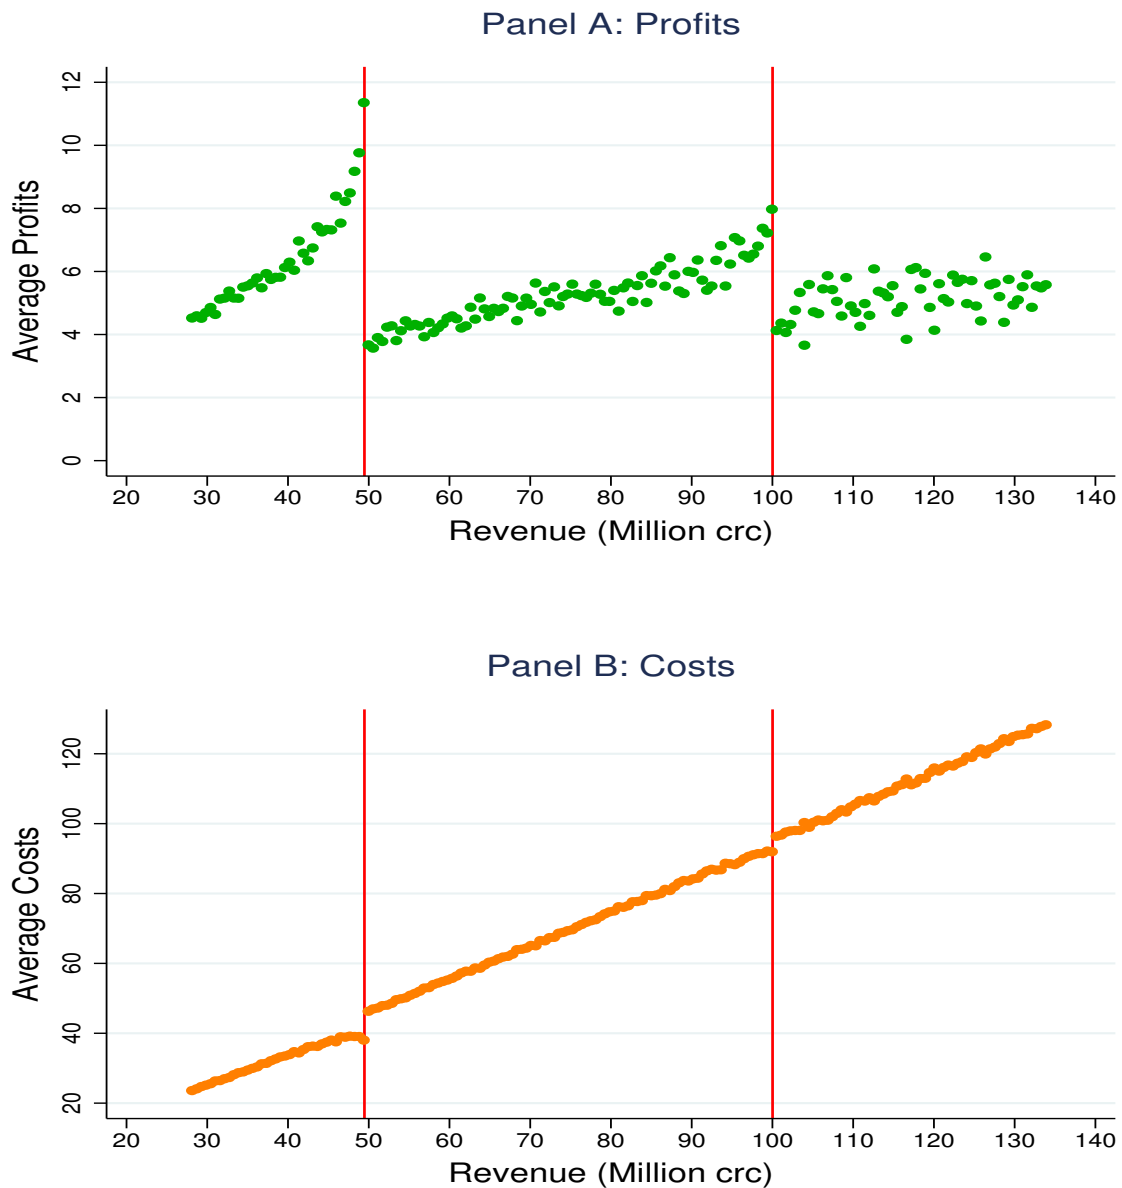 Panel A: Profits
Average Profits
12
10
8
6
4
2
0
20 30 40 50 60 70 80 90 100 110 120 130 140
Revenue (Million crc)
Panel B: Costs
Average Costs
120
100
80
60
40
20
20 30 40 50 60 70 80 90 100 110 120 130 140
Revenue (Million crc)